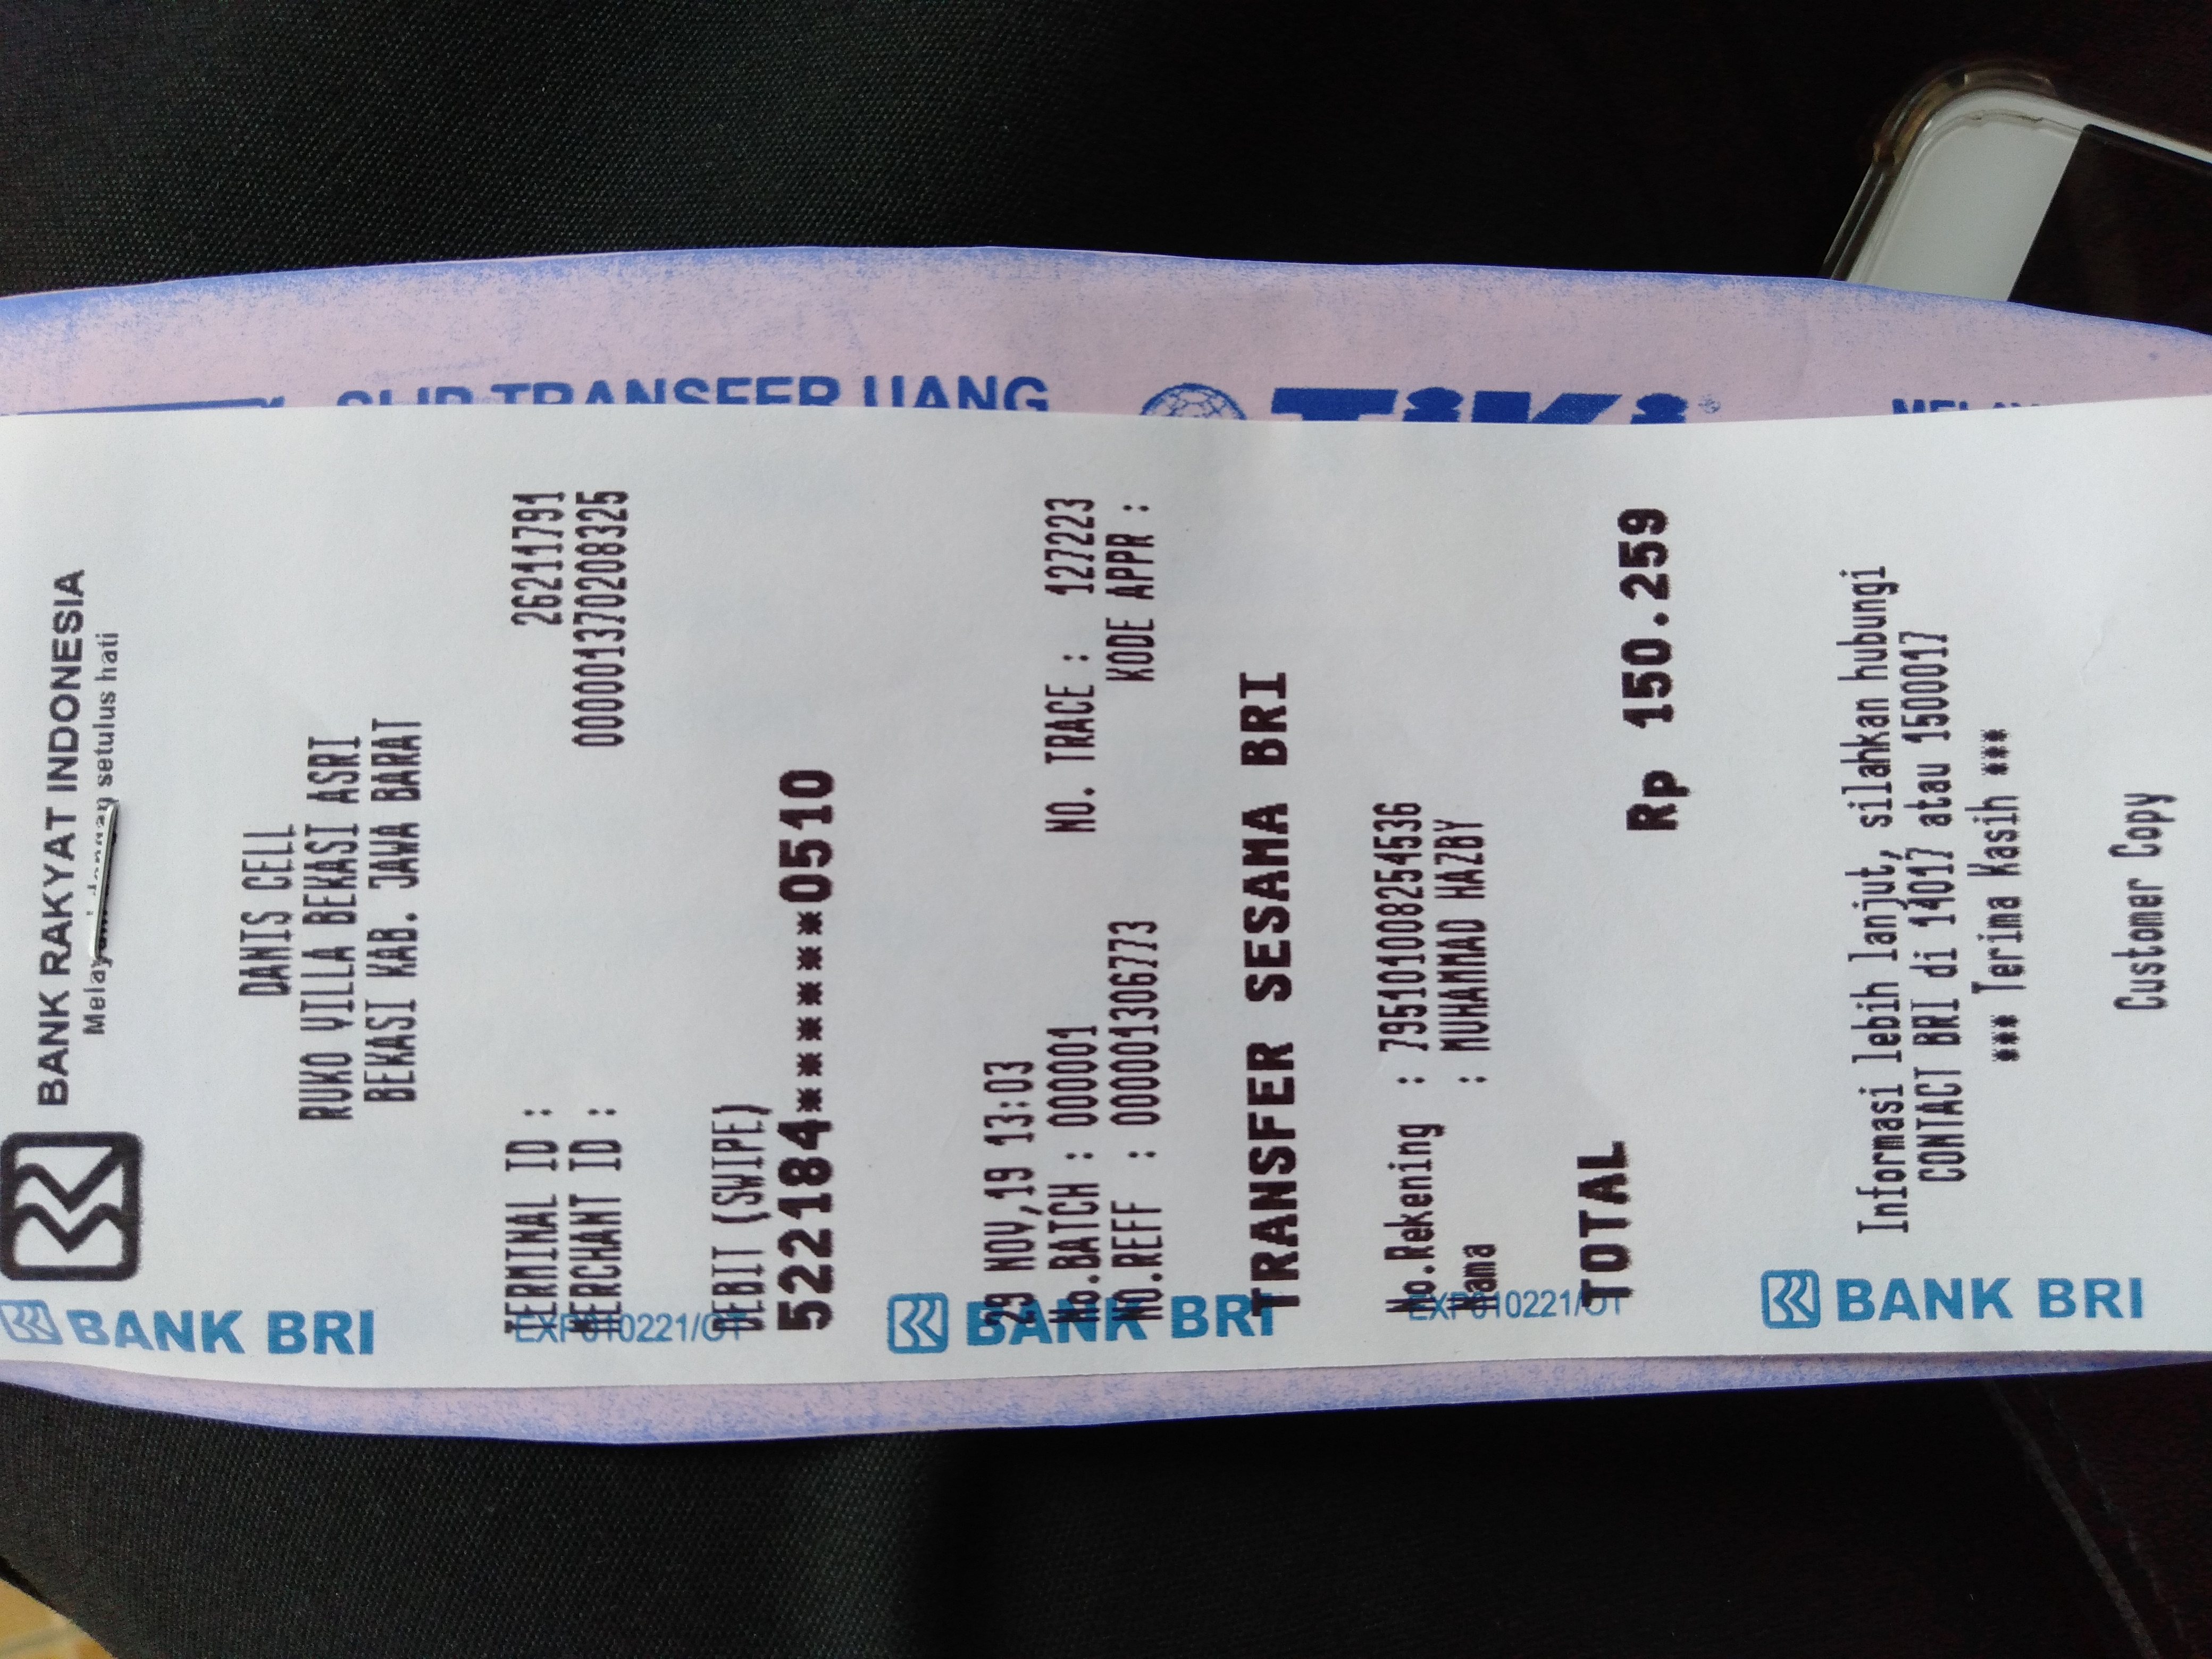 SLIP TRANSFER UANG
TiKi
BANK RAKYAT INDONESIA
Melayani dengan setulus hati
DANIS CELL
RUKO VILLA BEKASI ASRI
BEKASI KAB. JAWA BARAT
TERMINAL ID : 26211791
MERCHANT ID : 000001370208325
DEBIT (SWIPE)
522184******0510
29 NOV,19 13:03
No.BATCH : 000001 NO. TRACE : 127223
NO.REFF : 000001306773 KODE APPR :
TRANSFER SESAMA BRI
No.Rekening : 795101008254536
Nama : MUHAMMAD HAZBY
TOTAL Rp 150.259
Informasi lebih lanjut, silahkan hubungi
CONTACT BRI di 14017 atau 1500017
*** Terima Kasih ***
Customer Copy
BANK BRI
EXP010221/01
BANK BRI
EXP010221/01
BANK BRI